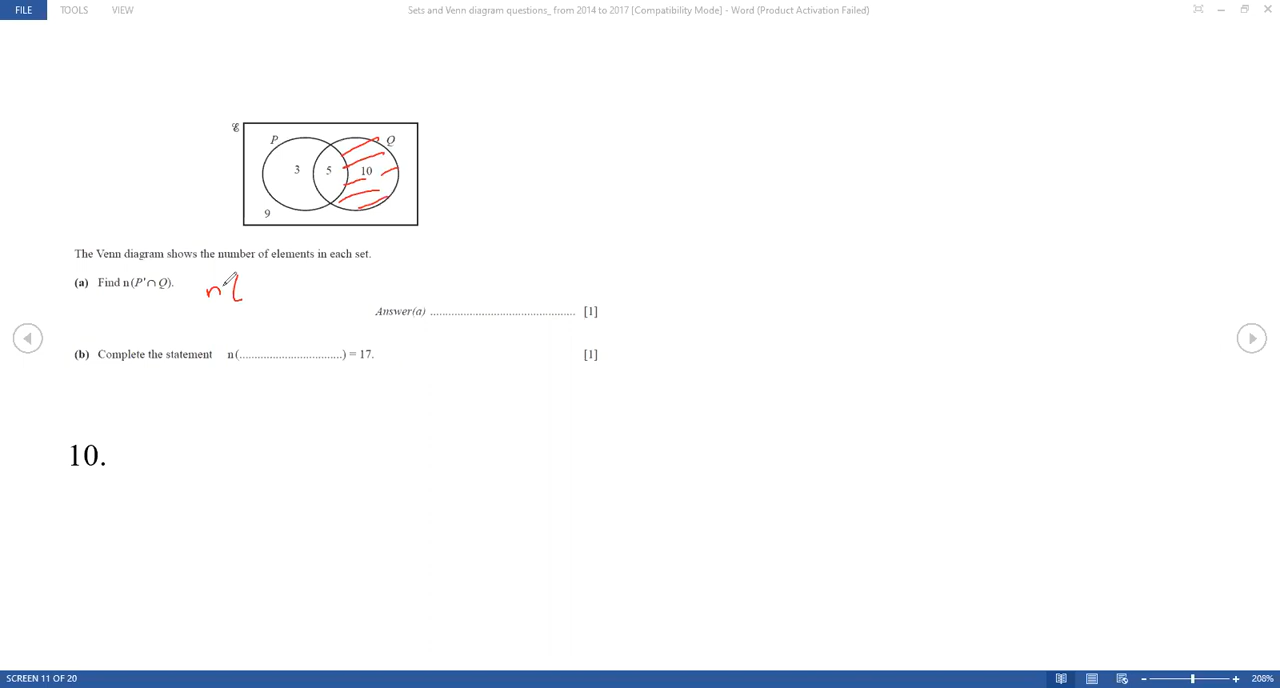 FILE TOOLS VIEW Sets and Venn diagram questions_ from 2014 to 2017 [Compatibility Mode] - Word (Product Activation Failed)
ℰ
P Q
3 5 10
9
The Venn diagram shows the number of elements in each set.
(a) Find n(P' ∩ Q). n(
Answer(a) .............................................. [1]
(b) Complete the statement n(.................................) = 17. [1]
10.
SCREEN 11 OF 20 208%